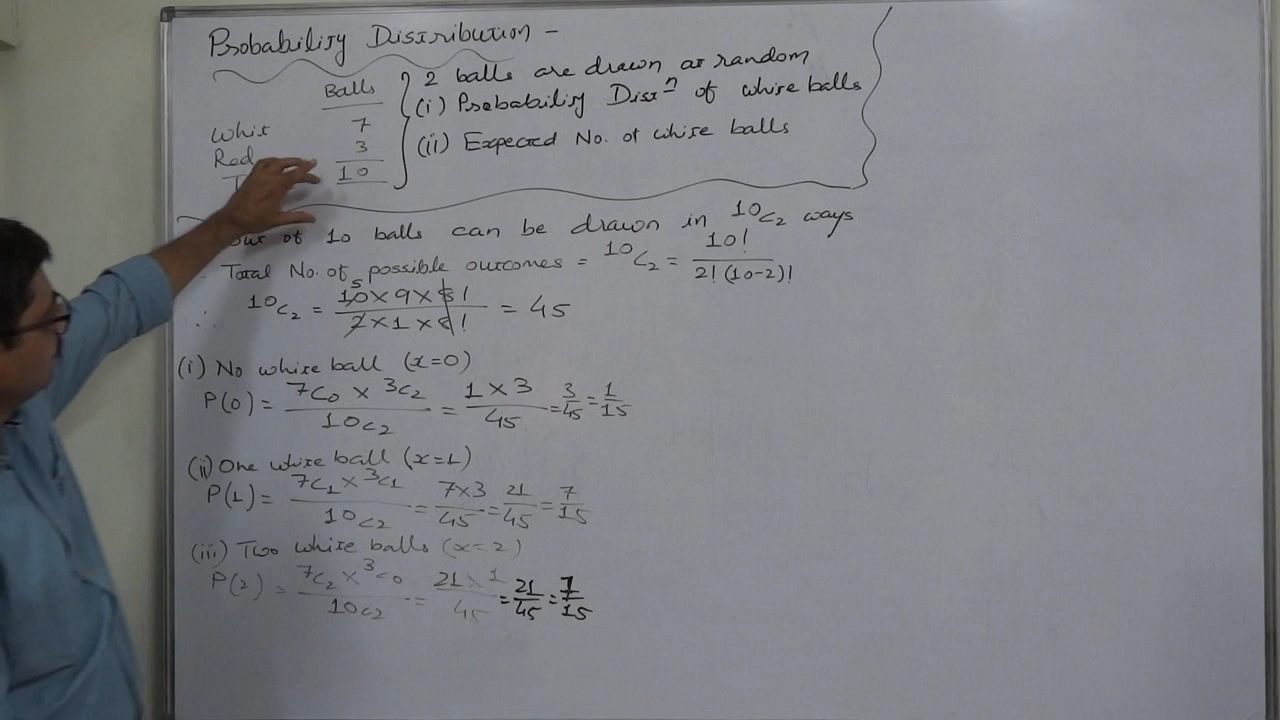 Probability Distribution -
Balls
White 7
Red 3
10
2 balls are drawn at random
(i) Probability Distⁿ of white balls
(ii) Expected No. of white balls
out of 10 balls can be drawn in ¹⁰C₂ ways
∴ Total No. of possible outcomes = ¹⁰C₂ = 10! / 2!(10-2)!
∴ ¹⁰C₂ = 10×9×8! / 2×1×8! = 45
5
(i) No white ball (x=0)
P(0) = ⁷C₀ × ³C₂ / ¹⁰C₂ = 1×3 / 45 = 3/45 = 1/15
(ii) One white ball (x=1)
P(1) = ⁷C₁ × ³C₁ / ¹⁰C₂ = 7×3 / 45 = 21/45 = 7/15
(iii) Two white balls (x=2)
P(2) = ⁷C₂ × ³C₀ / ¹⁰C₂ = 21×1 / 45 = 21/45 = 7/15